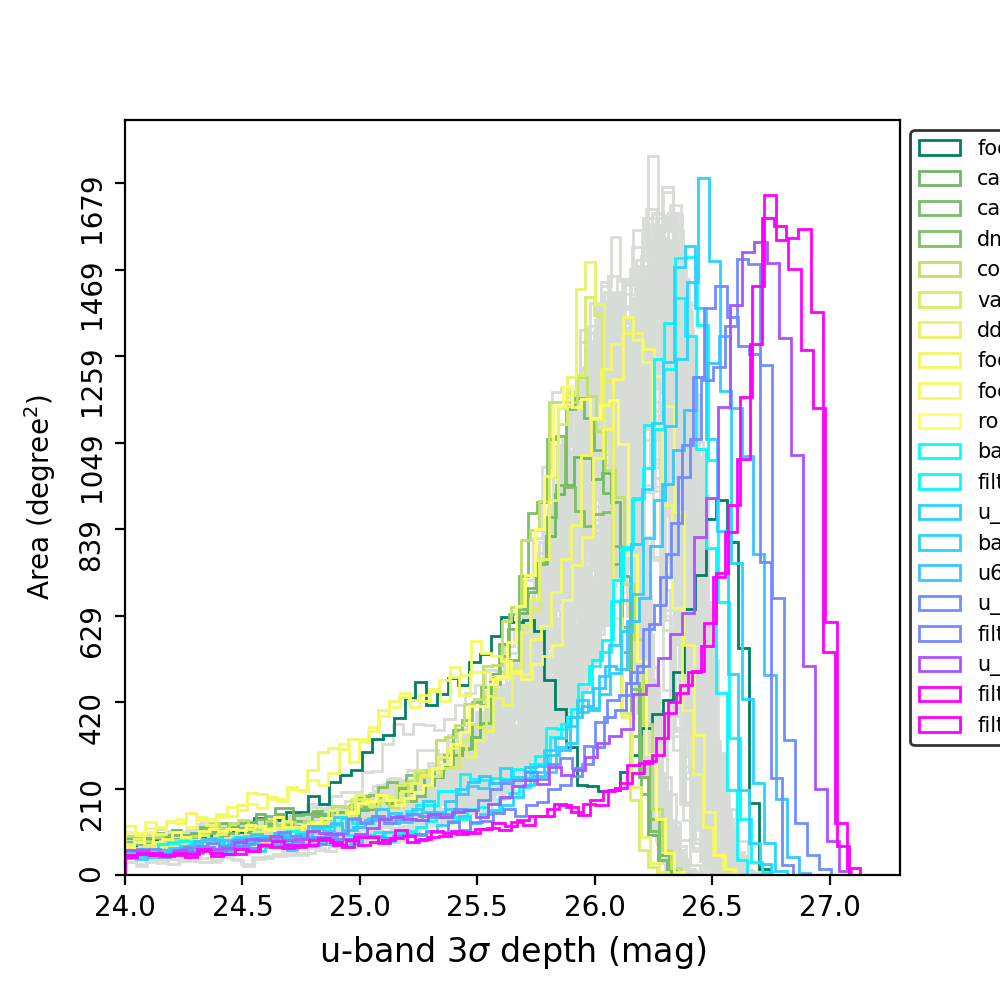 1679
1469
1259
1049
839
629
420
210
0
Area (degree²)
24.0 24.5 25.0 25.5 26.0 26.5 27.0
u-band 3σ depth (mag)
foo
ca
ca
dn
co
va
dd
foo
foo
ro
ba
filt
u_
ba
u6
u_
filt
u_
filt
filt